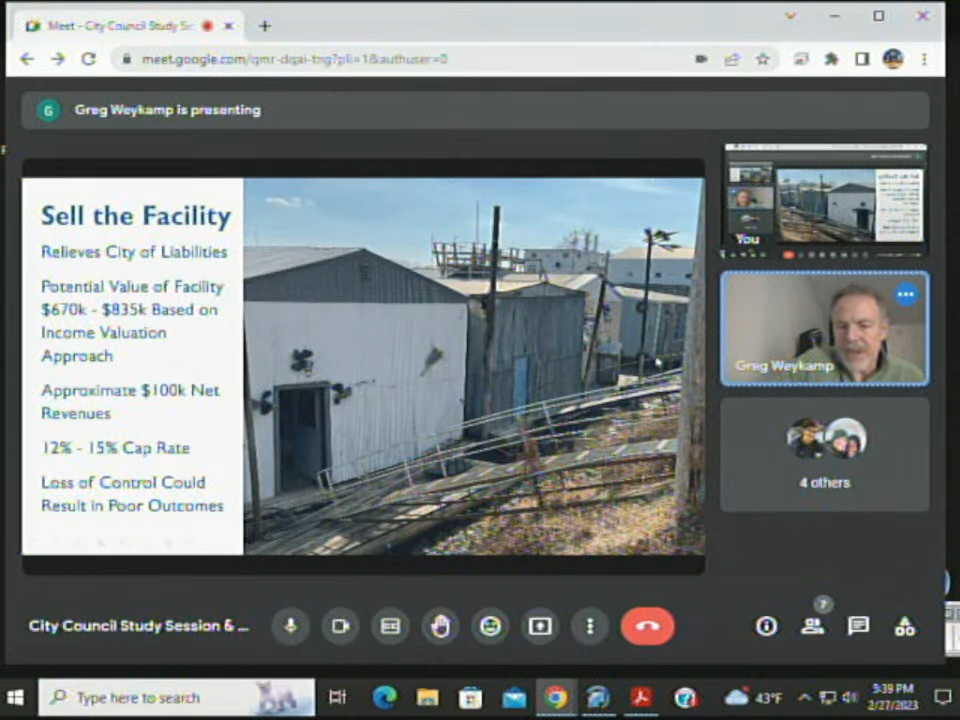 Meet - City Council Study Se
meet.google.com/qmr-dqai-tng?pli=1&authuser=0
G
Greg Weykamp is presenting
Sell the Facility
Relieves City of Liabilities
Potential Value of Facility
$670k - $835k Based on
Income Valuation
Approach
Approximate $100k Net
Revenues
12% - 15% Cap Rate
Loss of Control Could
Result in Poor Outcomes
You
Greg Weykamp
4 others
City Council Study Session & ...
7
Type here to search
43°F
5:39 PM
2/27/2023